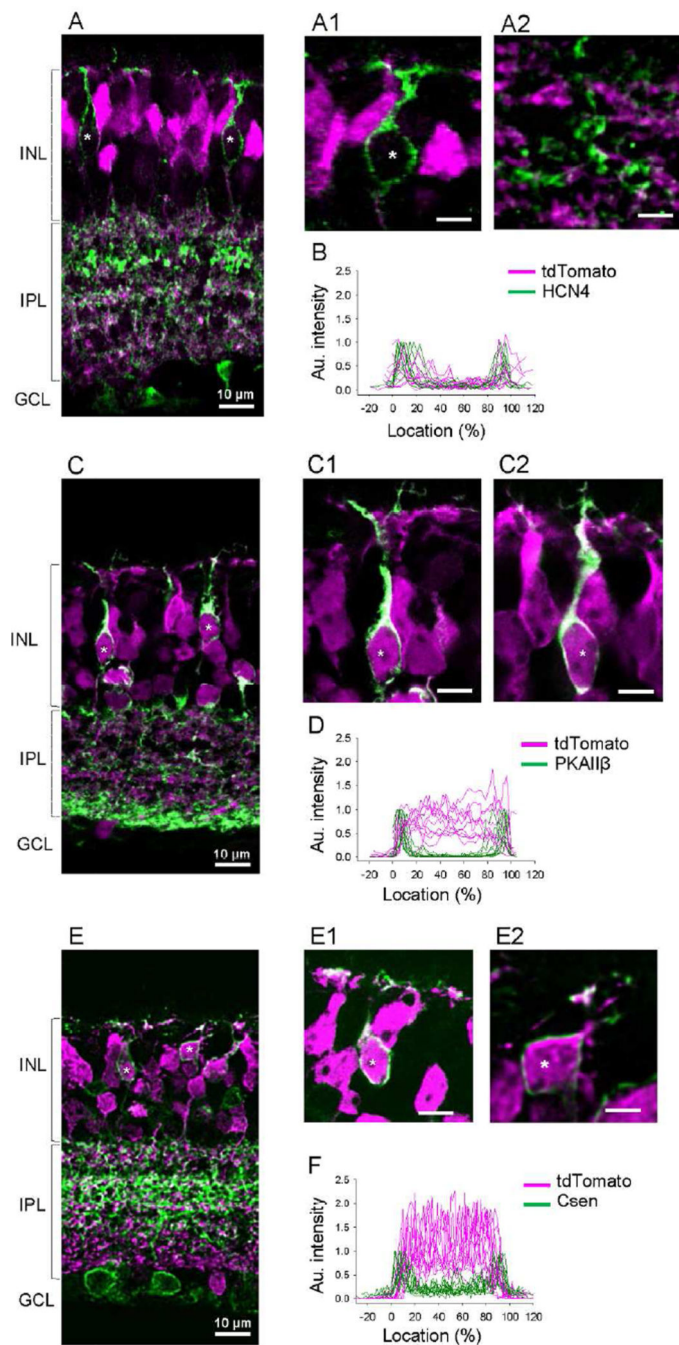 A
A1
A2
INL
IPL
GCL
10 µm
*
*
*
B
tdTomato
HCN4
Au. intensity
2.5
2.0
1.5
1.0
0.5
0.0
-20 0 20 40 60 80 100 120
Location (%)
C
C1
C2
INL
IPL
GCL
10 µm
*
*
*
*
D
tdTomato
PKAIIβ
Au. intensity
2.5
2.0
1.5
1.0
0.5
0.0
-20 0 20 40 60 80 100 120
Location (%)
E
E1
E2
INL
IPL
GCL
10 µm
*
*
*
*
F
tdTomato
Csen
Au. intensity
2.5
2.0
1.5
1.0
0.5
0.0
-20 0 20 40 60 80 100 120
Location (%)